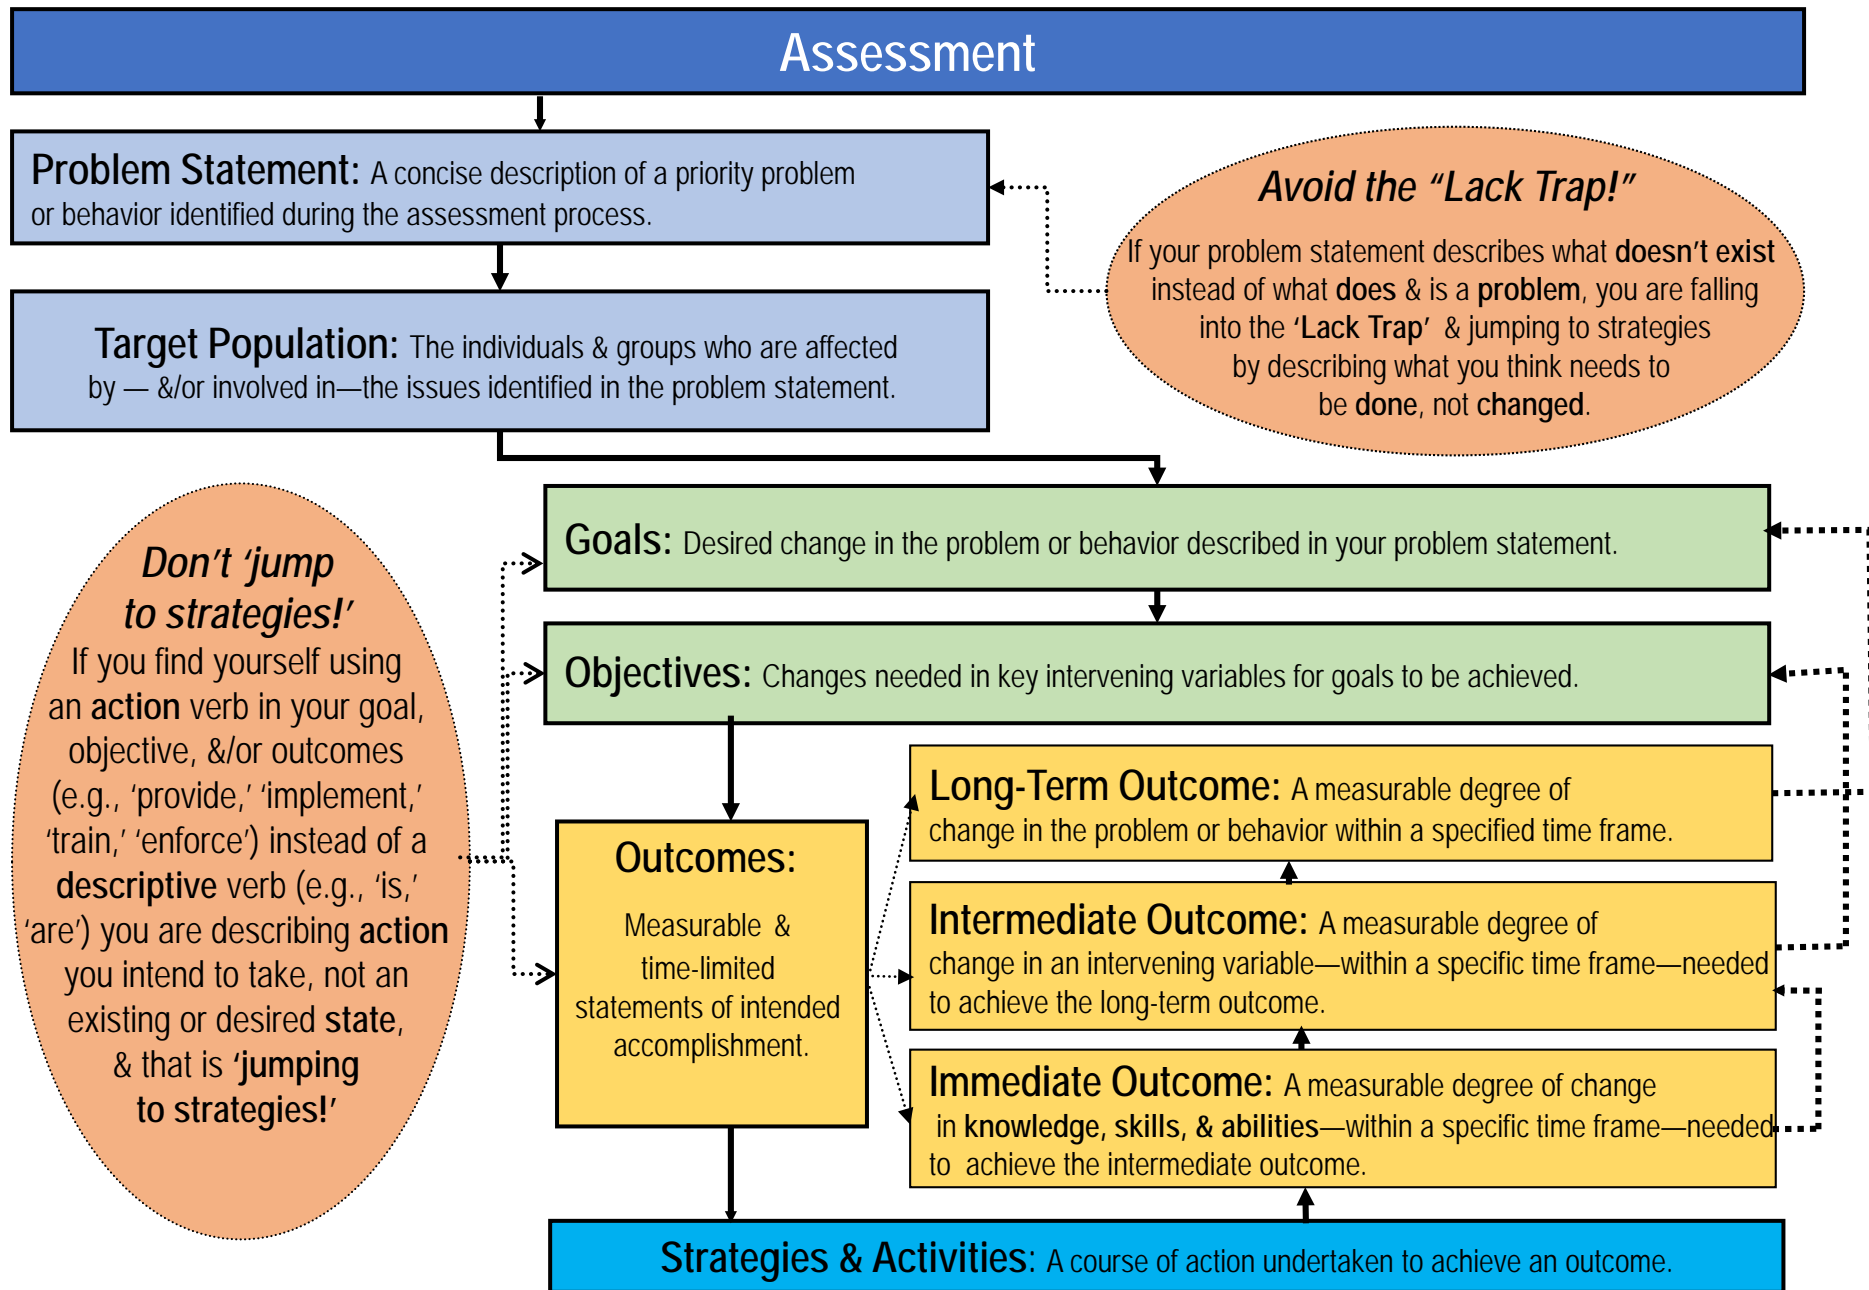 Assessment
Problem Statement: A concise description of a priority problem
or behavior identified during the assessment process.
Avoid the “Lack Trap!”
If your problem statement describes what doesn’t exist
instead of what does & is a problem, you are falling
into the ‘Lack Trap’ & jumping to strategies
by describing what you think needs to
be done, not changed.
Target Population: The individuals & groups who are affected
by — &/or involved in—the issues identified in the problem statement.
Goals: Desired change in the problem or behavior described in your problem statement.
Objectives: Changes needed in key intervening variables for goals to be achieved.
Don’t ‘jump
to strategies!’
If you find yourself using
an action verb in your goal,
objective, &/or outcomes
(e.g., ‘provide,’ ‘implement,’
‘train,’ ‘enforce’) instead of a
descriptive verb (e.g., ‘is,’
‘are’) you are describing action
you intend to take, not an
existing or desired state,
& that is ‘jumping
to strategies!’
Outcomes:
Measurable &
time-limited
statements of intended
accomplishment.
Long-Term Outcome: A measurable degree of
change in the problem or behavior within a specified time frame.
Intermediate Outcome: A measurable degree of
change in an intervening variable—within a specific time frame—needed
to achieve the long-term outcome.
Immediate Outcome: A measurable degree of change
in knowledge, skills, & abilities—within a specific time frame—needed
to achieve the intermediate outcome.
Strategies & Activities: A course of action undertaken to achieve an outcome.